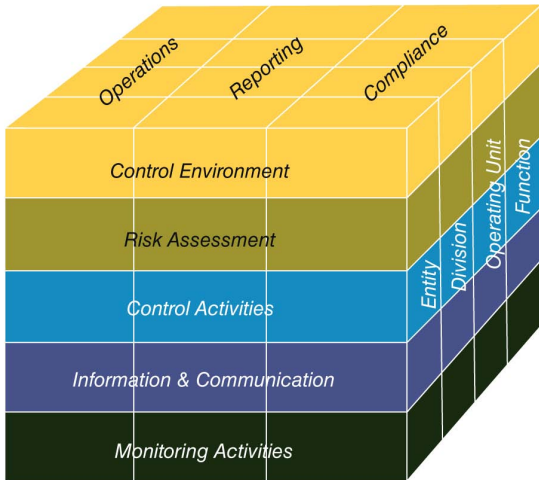 Operations
Reporting
Compliance
Control Environment
Risk Assessment
Control Activities
Information & Communication
Monitoring Activities
Entity
Division
Operating Unit
Function